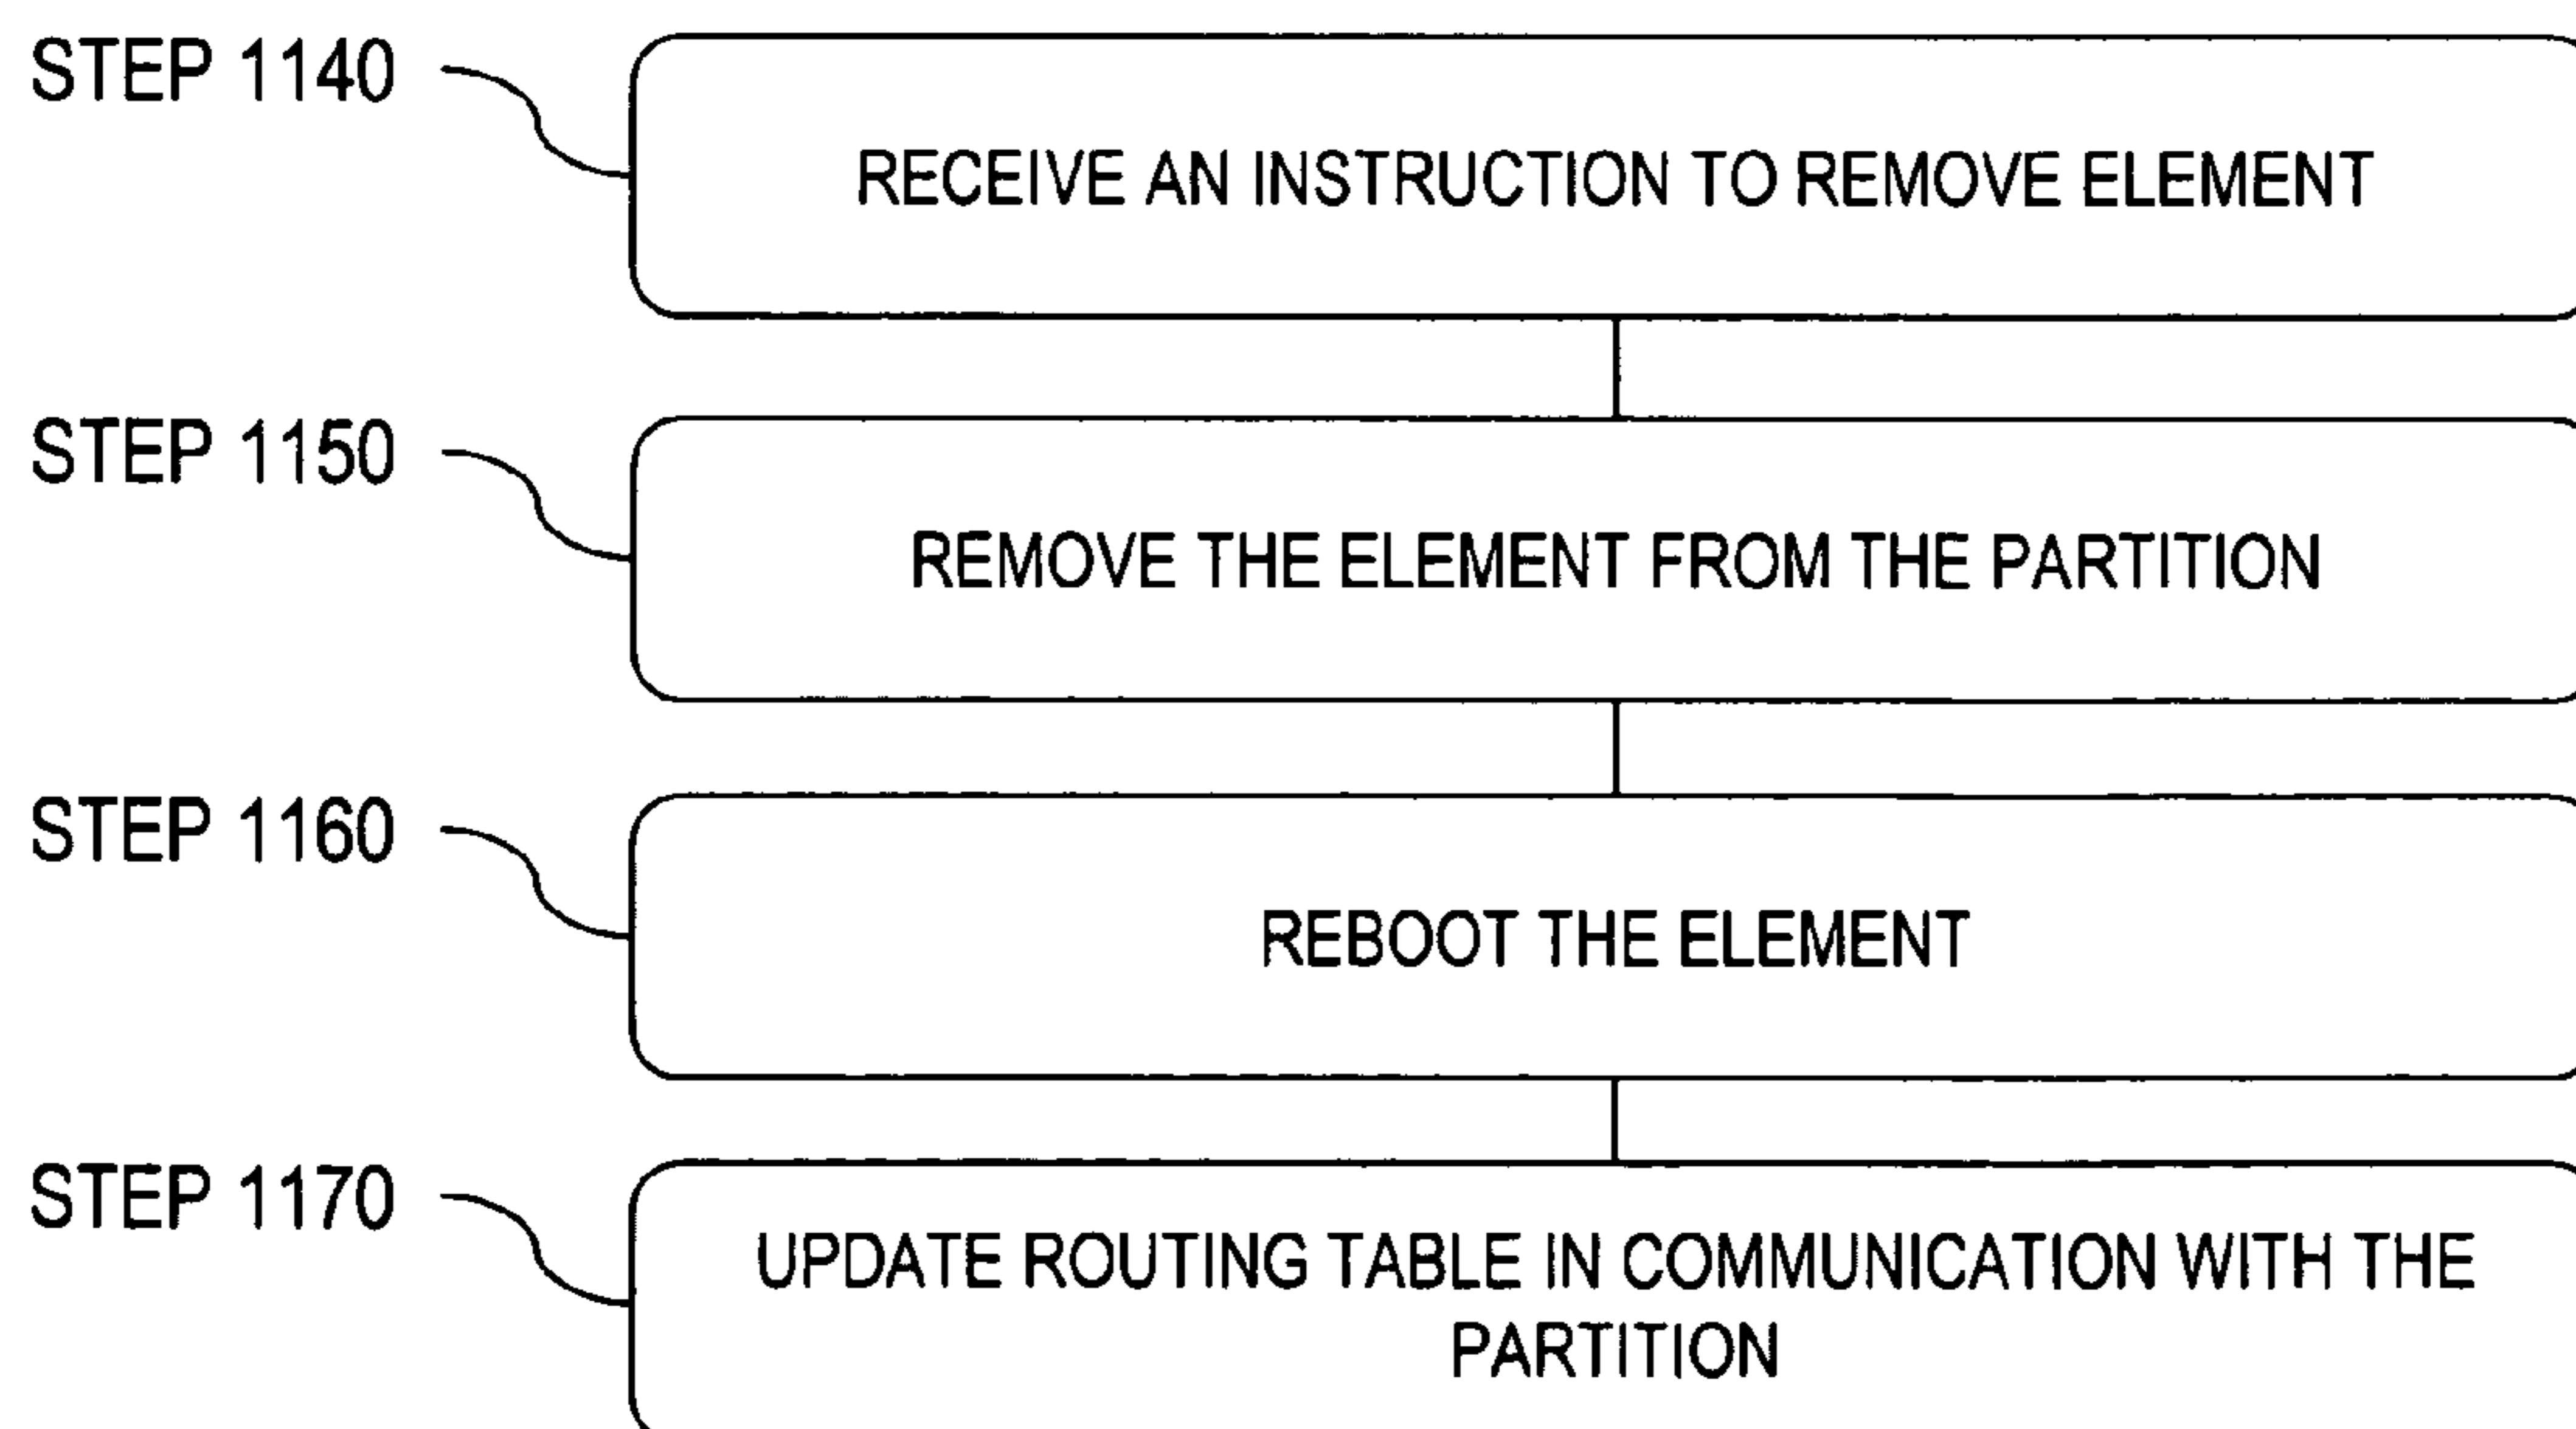 STEP 1140
RECEIVE AN INSTRUCTION TO REMOVE ELEMENT
STEP 1150
REMOVE THE ELEMENT FROM THE PARTITION
STEP 1160
REBOOT THE ELEMENT
STEP 1170
UPDATE ROUTING TABLE IN COMMUNICATION WITH THE
PARTITION